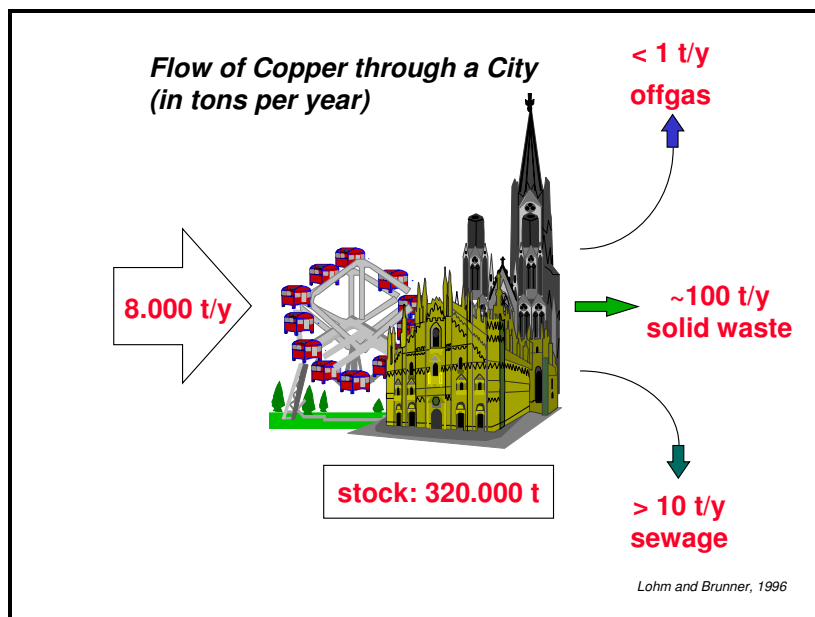 Flow of Copper through a City
(in tons per year)
< 1 t/y
offgas
8.000 t/y
~100 t/y
solid waste
stock: 320.000 t
> 10 t/y
sewage
Lohm and Brunner, 1996